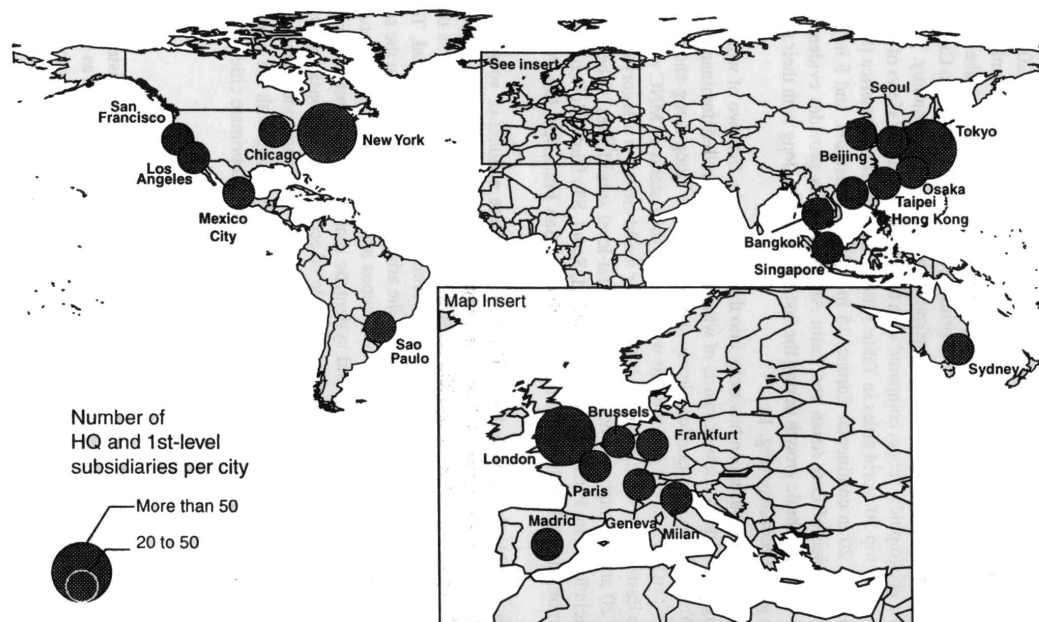 See insert
Seoul
San
Francisco
New York
Tokyo
Chicago
Beijing
Los
Angeles
Osaka
Taipei
Mexico
City
Hong Kong
Bangkok
Singapore
Map Insert
Sao
Paulo
Sydney
Number of
HQ and 1st-level
subsidiaries per city
Brussels
Frankfurt
London
More than 50
Paris
20 to 50
Geneva
Milan
Madrid